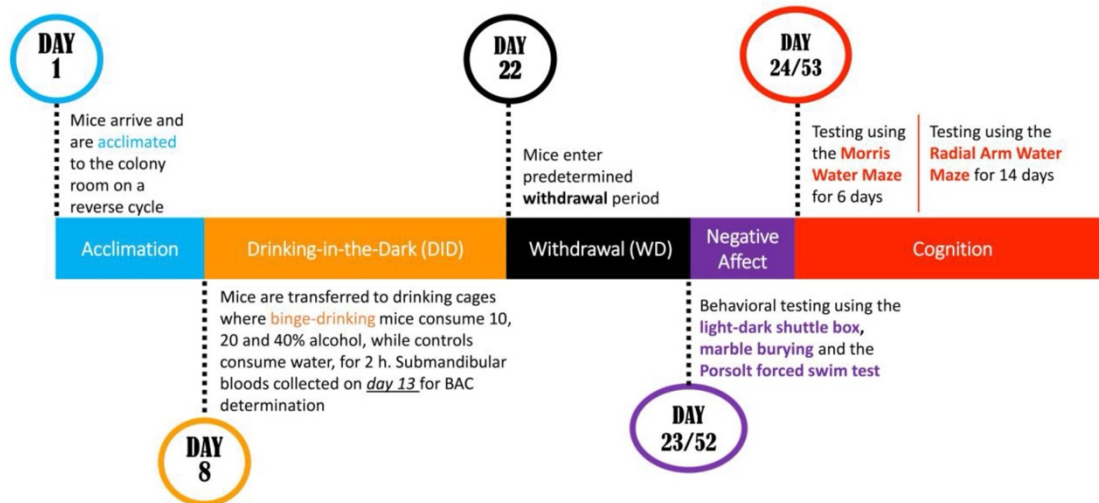 DAY
1
Mice arrive and
are acclimated
to the colony
room on a
reverse cycle
DAY
22
Mice enter
predetermined
withdrawal period
DAY
24/53
Testing using
the Morris
Water Maze
for 6 days
Testing using the
Radial Arm Water
Maze for 14 days
Acclimation
Drinking-in-the-Dark (DID)
Withdrawal (WD)
Negative
Affect
Cognition
Mice are transferred to drinking cages
where binge-drinking mice consume 10,
20 and 40% alcohol, while controls
consume water, for 2 h. Submandibular
bloods collected on day 13 for BAC
determination
DAY
8
Behavioral testing using the
light-dark shuttle box,
marble burying and the
Porsolt forced swim test
DAY
23/52